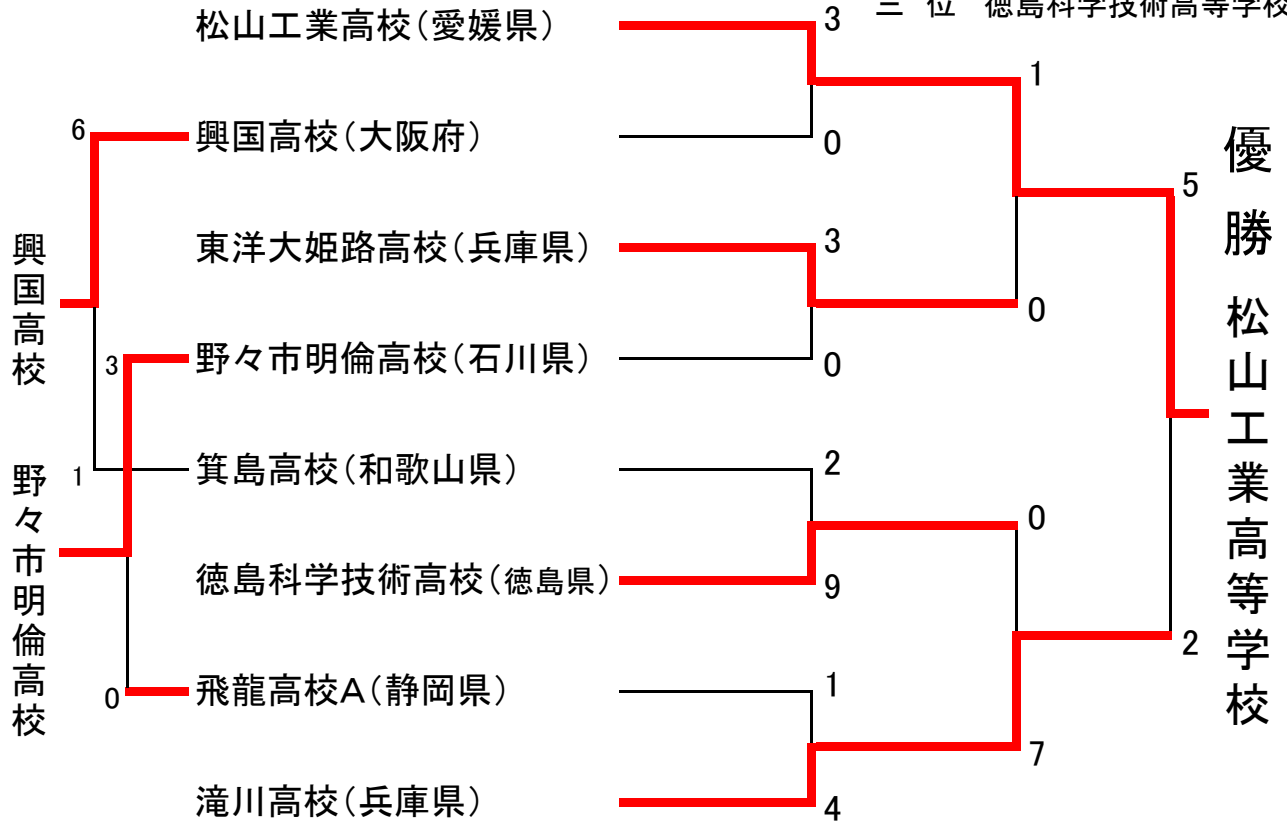 三 位 徳島科学技術高等学校
松山工業高校(愛媛県)
3
1
6
興国高校(大阪府)
0
5
東洋大姫路高校(兵庫県)
3
0
3
野々市明倫高校(石川県)
0
1
箕島高校(和歌山県)
2
0
徳島科学技術高校(徳島県)
9
2
0
飛龍高校A(静岡県)
1
7
滝川高校(兵庫県)
4
興国高校
野々市明倫高校
優勝 松山工業高等学校